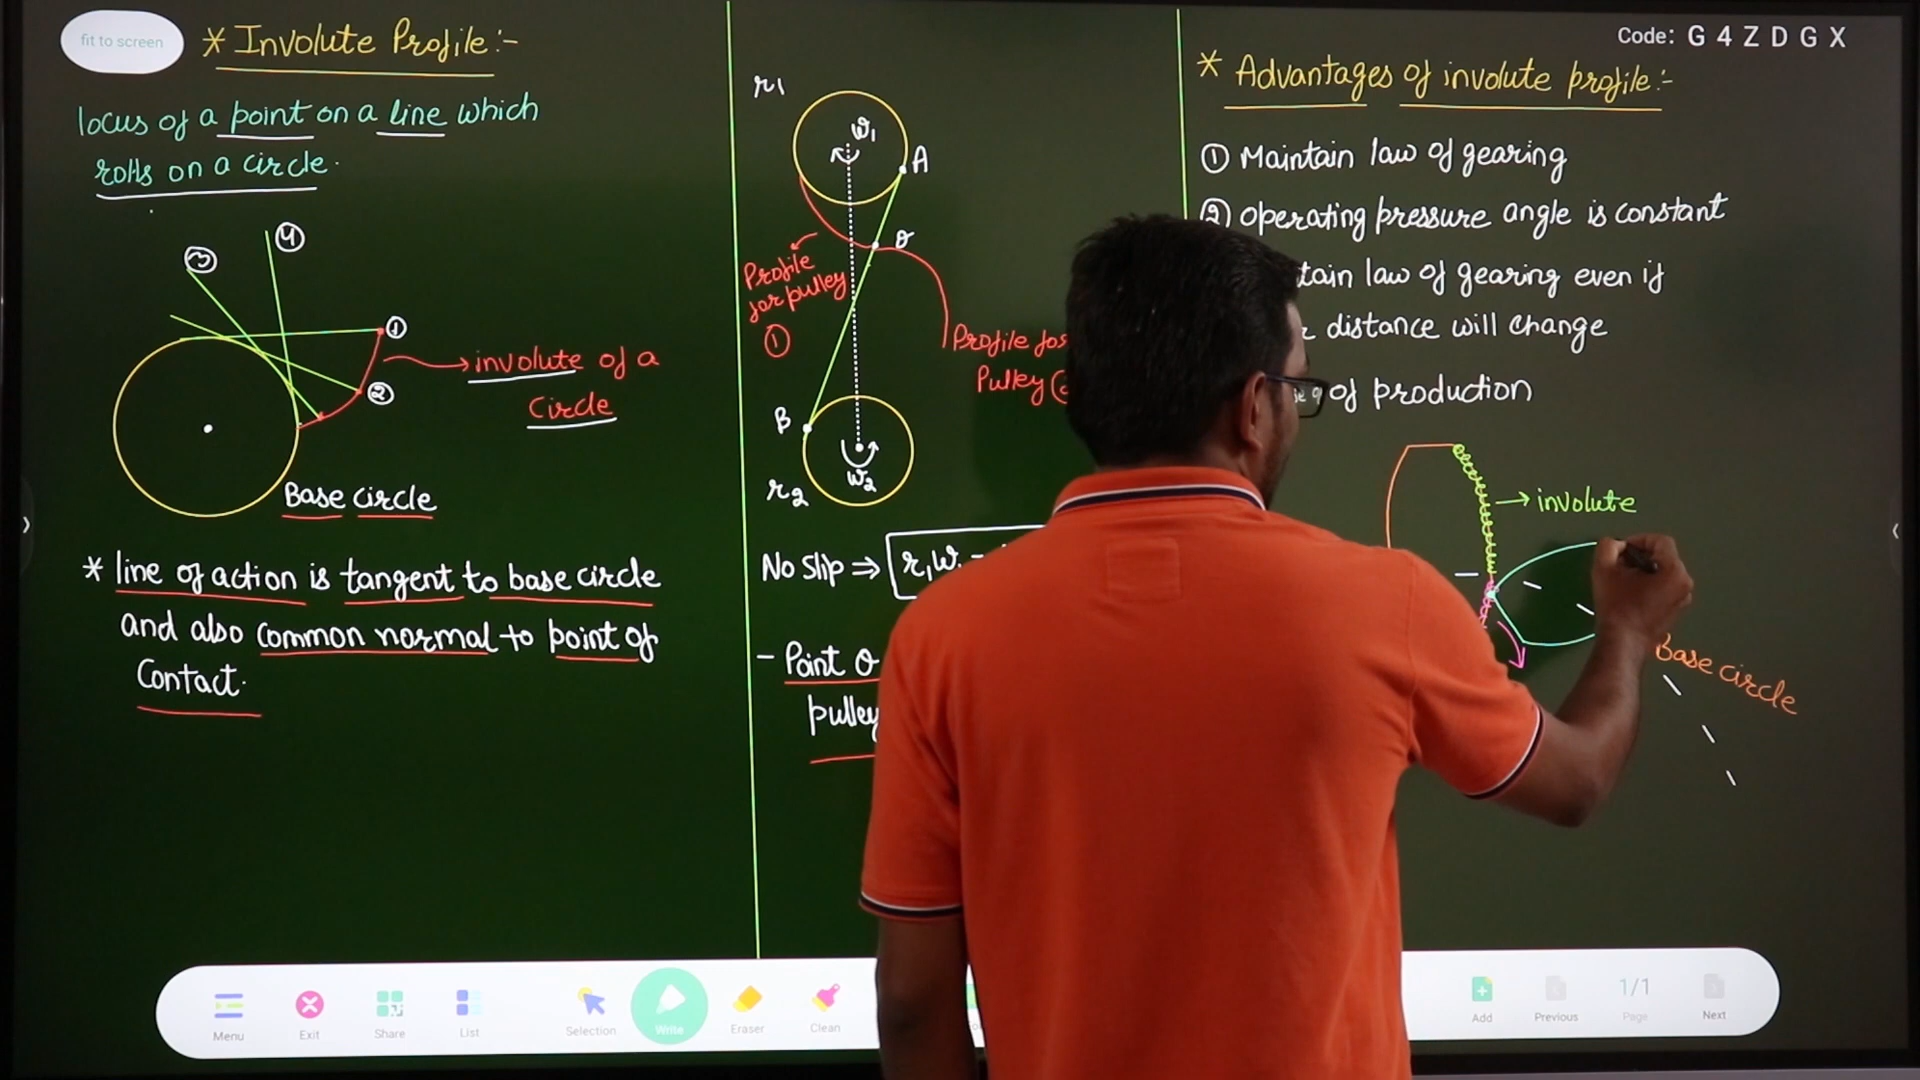 fit to screen
* Involute Profile:-
locus of a point on a line which
rolls on a circle.
3
4
1
2
involute of a
Circle
Base circle
* line of action is tangent to base circle
and also common normal to point of
Contact.
r1
ω1
A
O
Profile
for pulley
1
Profile for
Pulley
B
ω2
r2
No slip ⇒ r1ω1
- Point O
pulley
Code: G4ZDGX
* Advantages of involute profile:-
① Maintain law of gearing
② operating pressure angle is constant
tain law of gearing even if
distance will change
of production
involute
Base circle
Menu
Exit
Share
List
Selection
Write
Eraser
Clean
Add
Previous
1/1
Page
Next